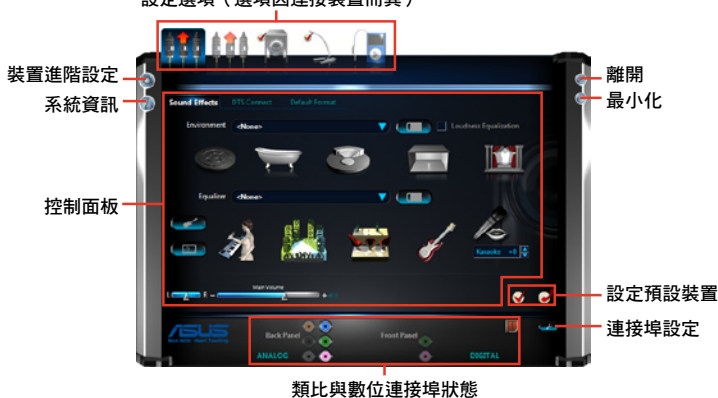 設定選項（選項因連接裝置而異）
裝置進階設定
離開
系統資訊
最小化
Sound Effects DTS Connect Default Format
Environment <None> Loudness Equalization
控制面板
Equalizer <None>
Karaoke +0
Main Volume
L R - +
設定預設裝置
ASUS
Back Panel Front Panel
連接埠設定
ANALOG DIGITAL
類比與數位連接埠狀態